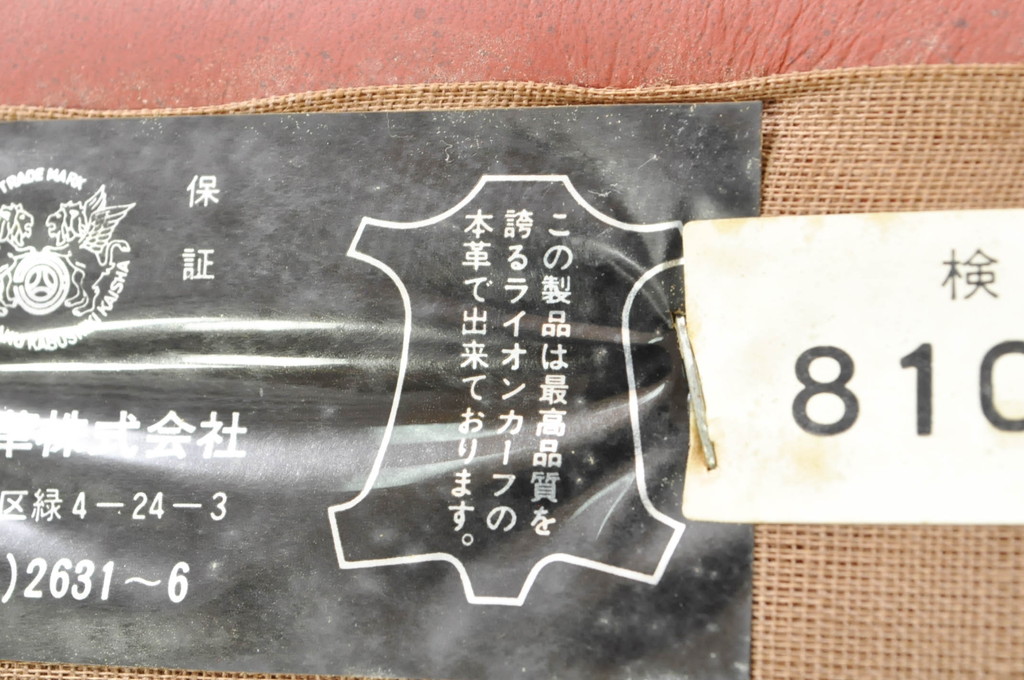 TRADE MARK
KAISHA
保証
この製品は最高品質を
誇るライオンカーフの
本革で出来ております。
革株式会社
区緑4-24-3
)2631~6
検
810